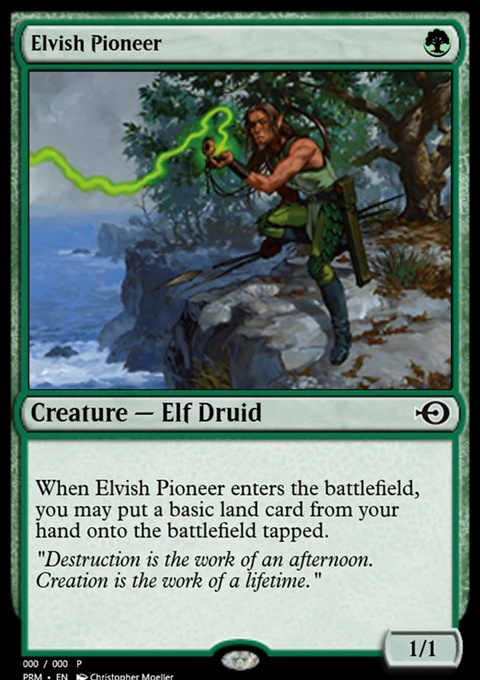 Elvish Pioneer
Creature — Elf Druid
When Elvish Pioneer enters the battlefield,
you may put a basic land card from your
hand onto the battlefield tapped.
"Destruction is the work of an afternoon.
Creation is the work of a lifetime."
1/1
000 / 000 P
PRM • EN Christopher Moeller